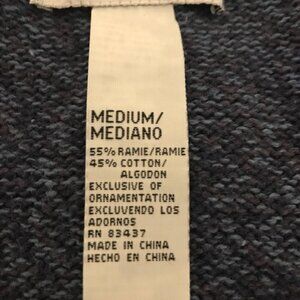 MEDIUM/
MEDIANO
55% RAMIE/RAMIE
45% COTTON/
ALGODON
EXCLUSIVE OF
ORNAMENTATION
EXCLUVENDO LOS
ADORNOS
RN 83437
MADE IN CHINA
HECHO EN CHINA